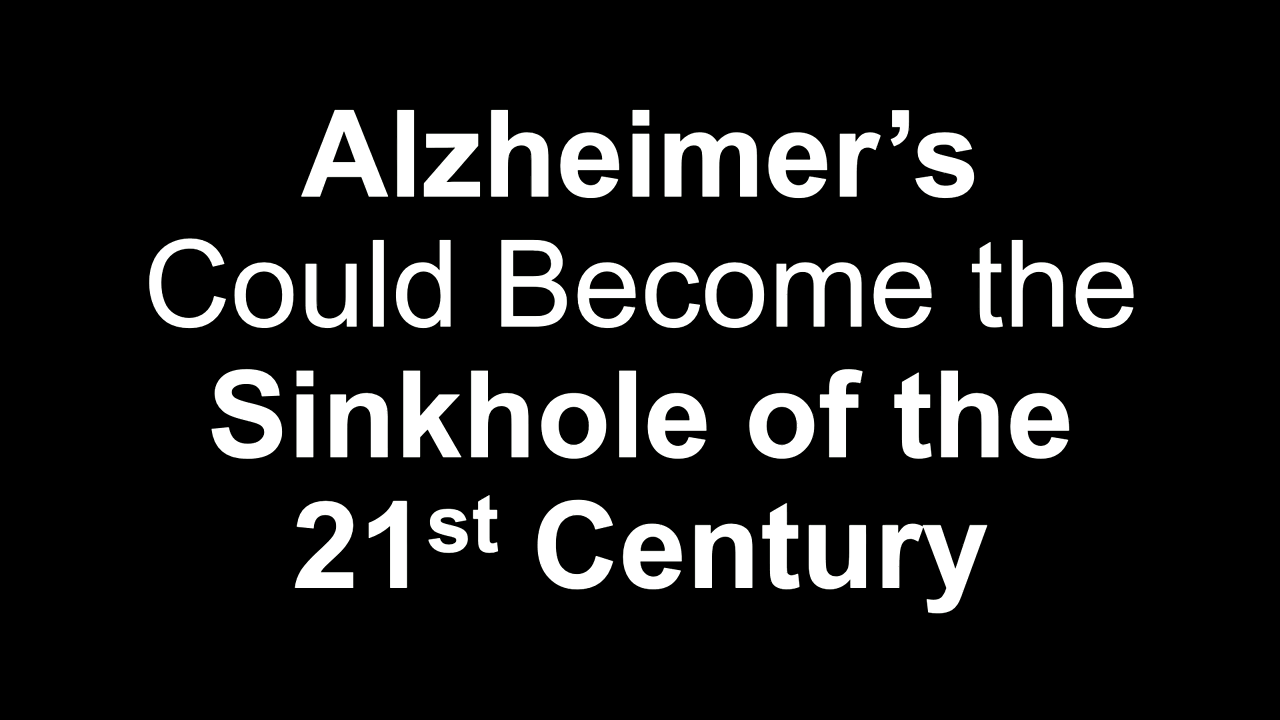 Alzheimer’s
Could Become the
Sinkhole of the
21st Century